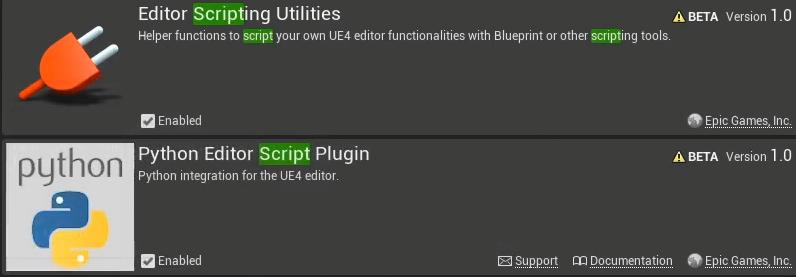 Editor Scripting Utilities
BETA Version 1.0
Helper functions to script your own UE4 editor functionalities with Blueprint or other scripting tools.
Enabled
Epic Games, Inc.
python
Python Editor Script Plugin
BETA Version 1.0
Python integration for the UE4 editor.
Enabled
Support
Documentation
Epic Games, Inc.